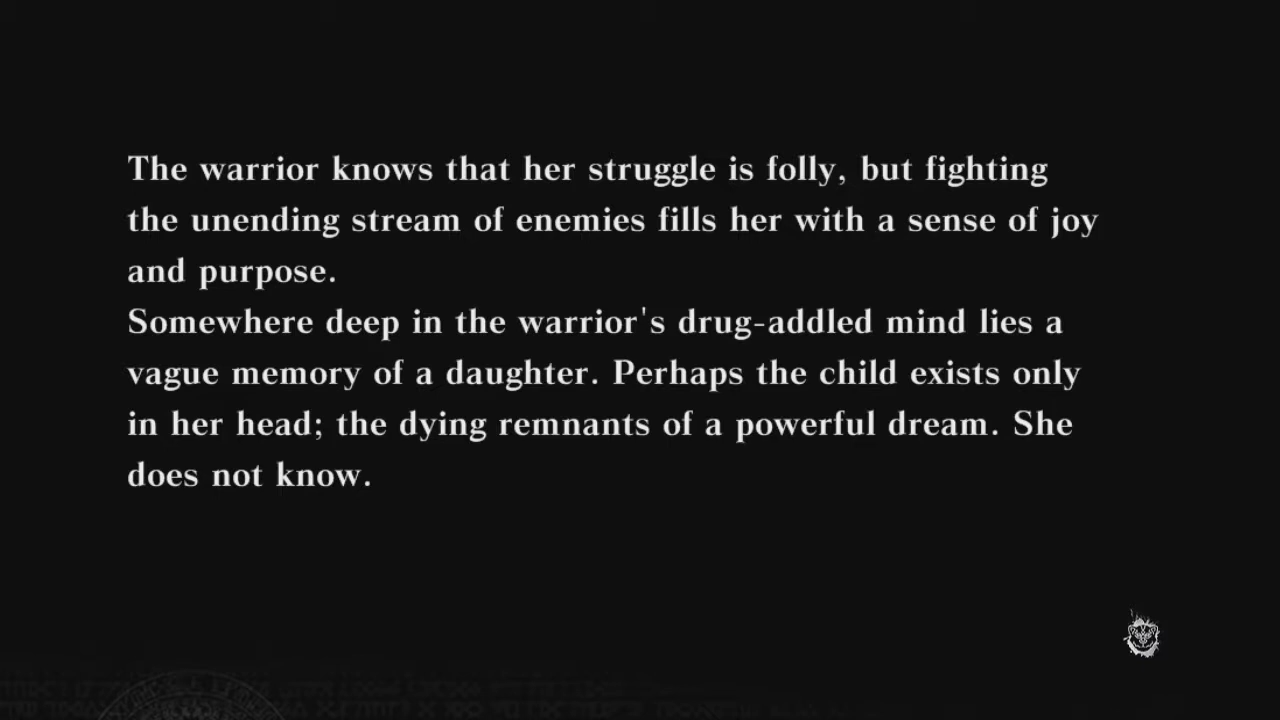 The warrior knows that her struggle is folly, but fighting
the unending stream of enemies fills her with a sense of joy
and purpose.
Somewhere deep in the warrior's drug-addled mind lies a
vague memory of a daughter. Perhaps the child exists only
in her head; the dying remnants of a powerful dream. She
does not know.